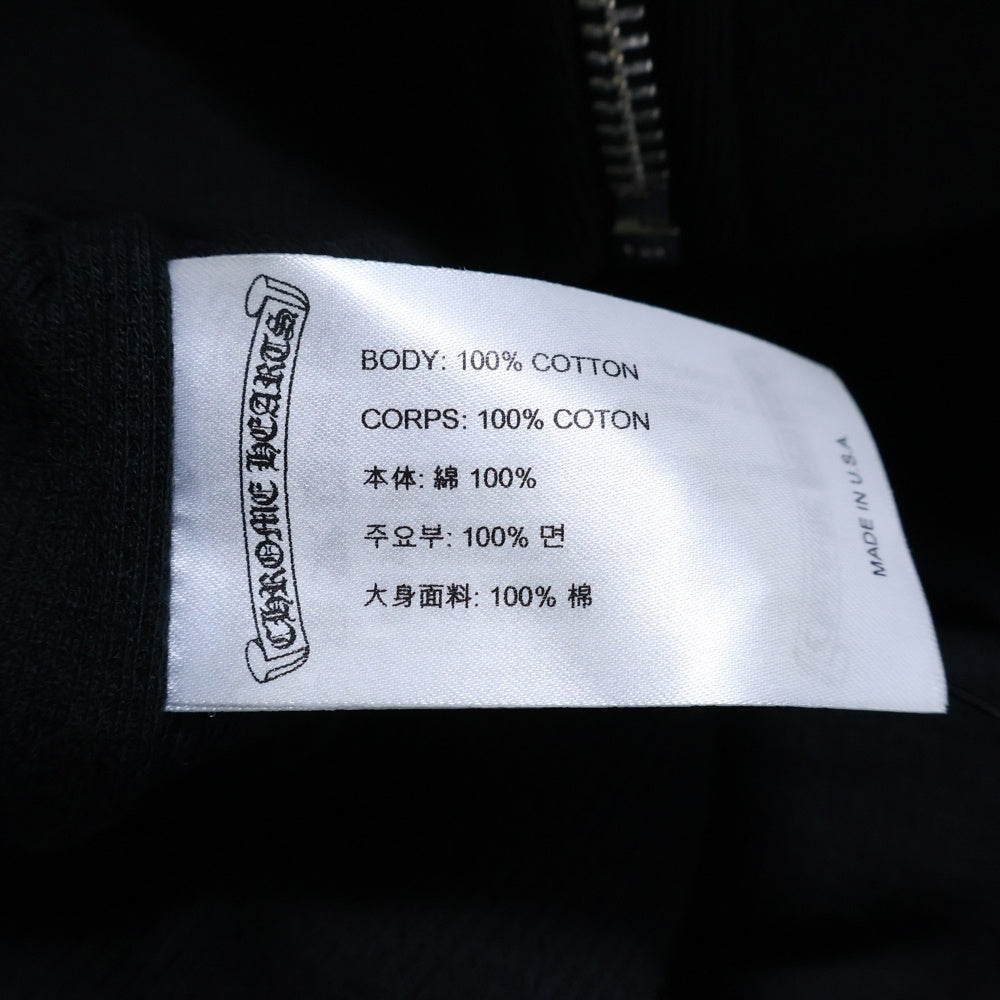 CHROME HEARTS
BODY: 100% COTTON
CORPS: 100% COTON
本体: 綿 100%
주요부: 100% 면
大身面料: 100% 棉
MADE IN U.S.A